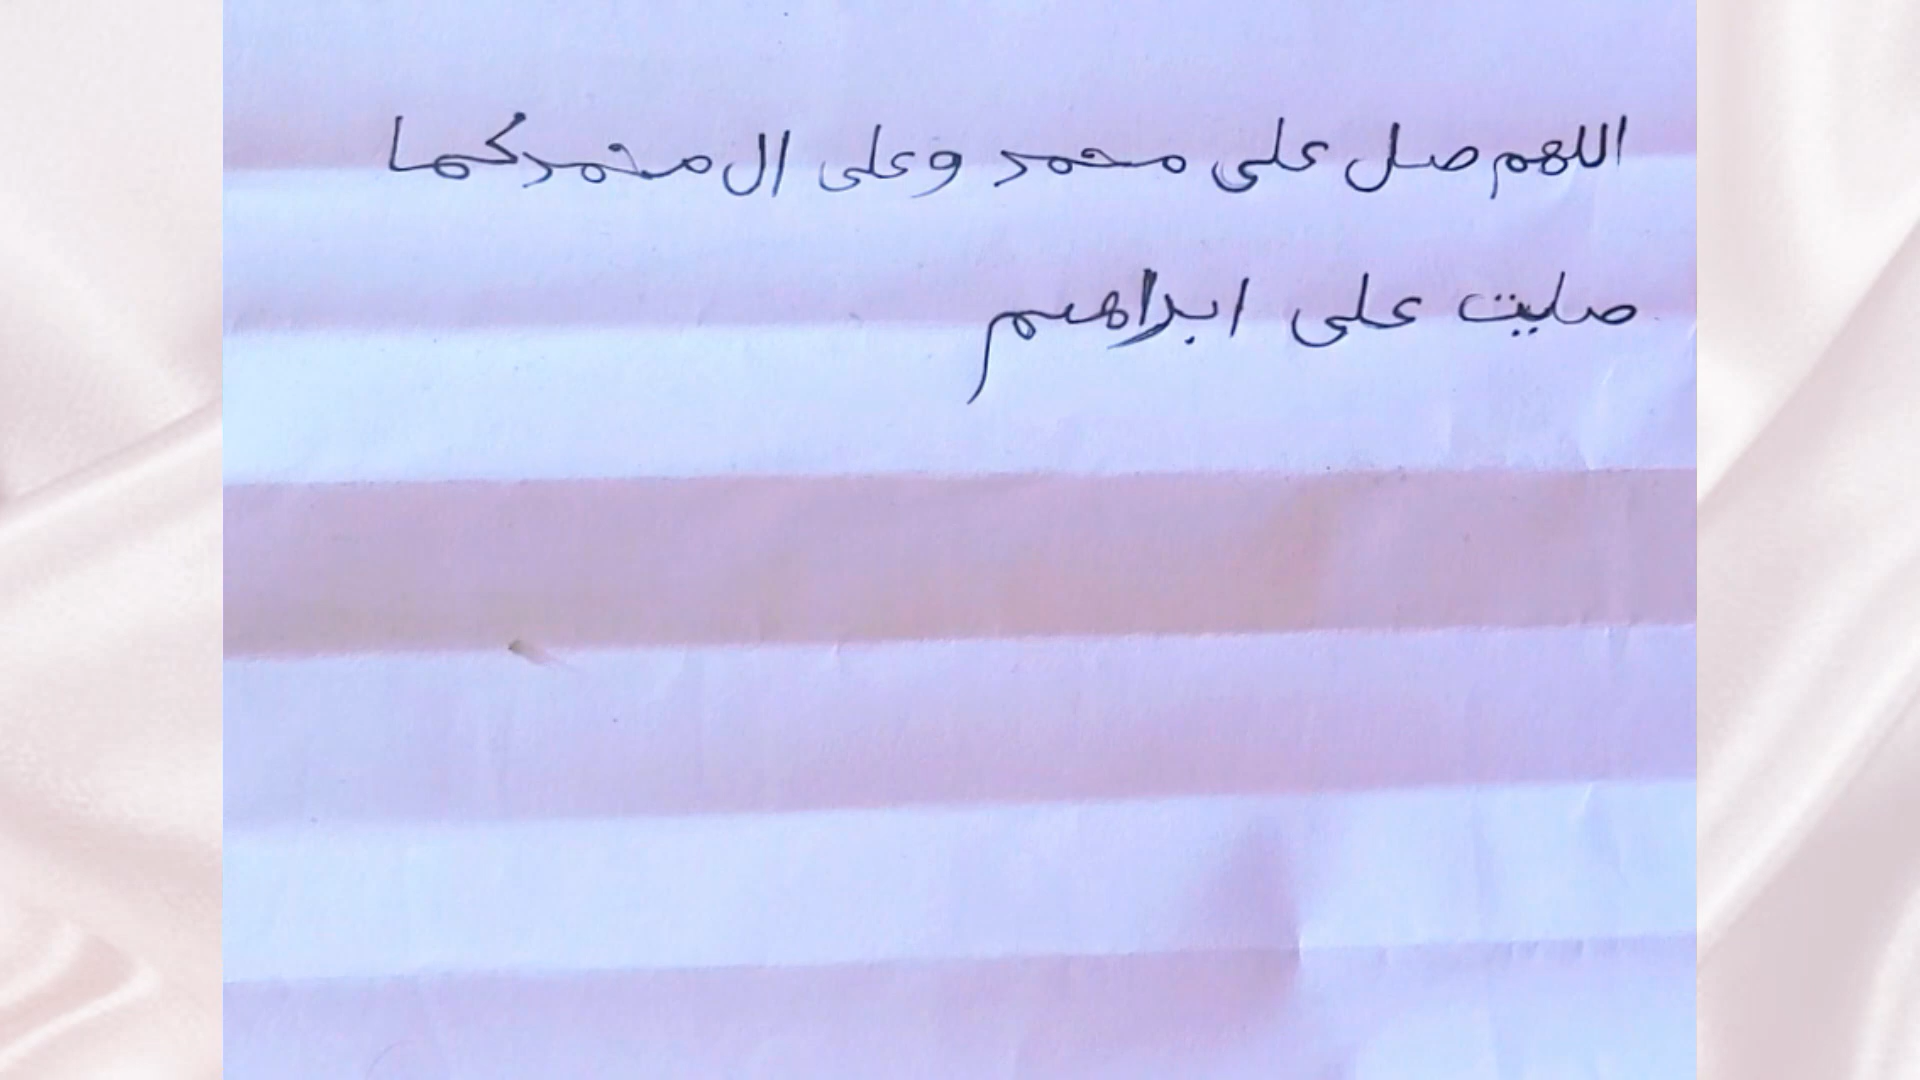 اللهم صل على محمد وعلى ال محمد كما
صليت على ابراهيم